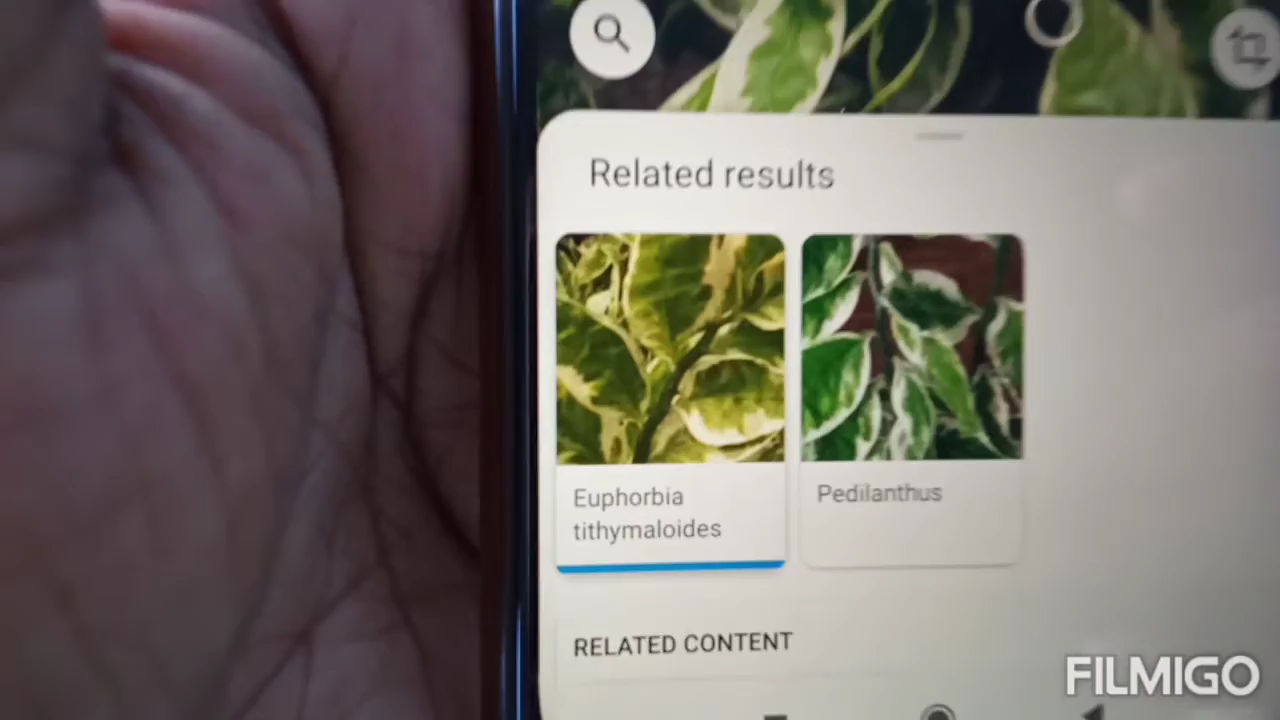 Related results
Euphorbia
tithymaloides
Pedilanthus
RELATED CONTENT
FILMIGO